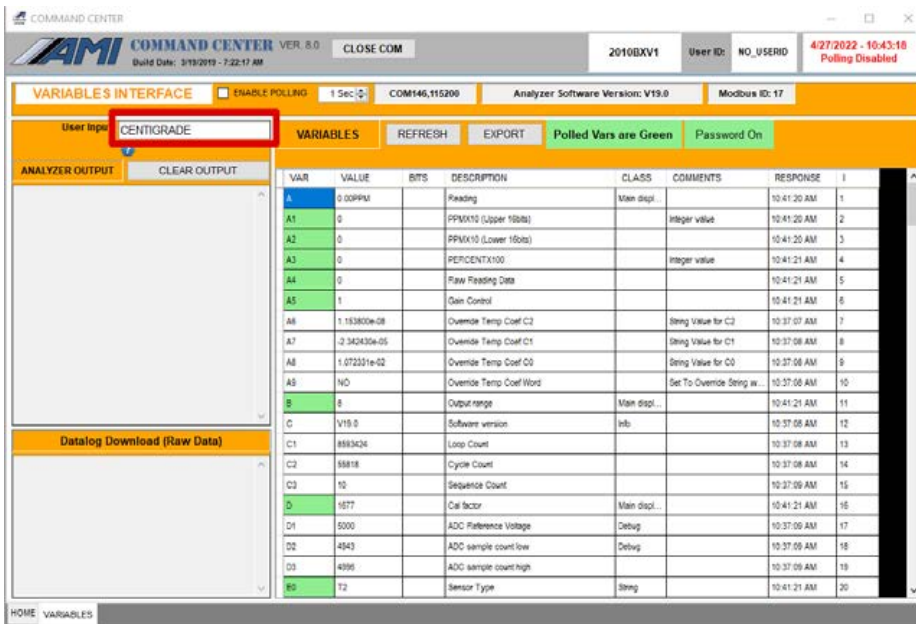 COMMAND CENTER
AMI COMMAND CENTER VER. 8.0 CLOSE COM 2010BXV1 User ID: NO_USERID 4/27/2022 - 10:43:18
Build Date: 3/19/2019 - 7:22:17 AM Polling Disabled
VARIABLES INTERFACE ENABLE POLLING 1 Sec COM146,115200 Analyzer Software Version: V19.0 Modbus ID: 17
User Input CENTIGRADE VARIABLES REFRESH EXPORT Polled Vars are Green Password On
?
ANALYZER OUTPUT CLEAR OUTPUT
VAR VALUE BITS DESCRIPTION CLASS COMMENTS RESPONSE I
A 0.00PPM Reading Main displ... 10:41:20 AM 1
A1 0 PPMX10 (Upper 16bits) Integer value 10:41:20 AM 2
A2 0 PPMX10 (Lower 16bits) 10:41:20 AM 3
A3 0 PERCENTX100 Integer value 10:41:21 AM 4
A4 0 Raw Reading Data 10:41:21 AM 5
A5 1 Gain Control 10:41:21 AM 6
A6 1.153800e-08 Override Temp Coef C2 String Value for C2 10:37:07 AM 7
A7 -2.342430e-05 Override Temp Coef C1 String Value for C1 10:37:08 AM 8
A8 1.072331e-02 Override Temp Coef C0 String Value for C0 10:37:08 AM 9
A9 NO Override Temp Coef Word Set To Override String w... 10:37:08 AM 10
B 8 Output range Main displ... 10:41:21 AM 11
C V19.0 Software version Info 10:37:08 AM 12
Datalog Download (Raw Data)
C1 8593424 Loop Count 10:37:08 AM 13
C2 55818 Cycle Count 10:37:08 AM 14
C3 10 Sequence Count 10:37:09 AM 15
D 1677 Cal factor Main displ... 10:41:21 AM 16
D1 5000 ADC Reference Voltage Debug 10:37:09 AM 17
D2 4943 ADC sample count low Debug 10:37:09 AM 18
D3 4996 ADC sample count high 10:37:09 AM 19
E0 T2 Sensor Type String 10:41:21 AM 20
HOME VARIABLES